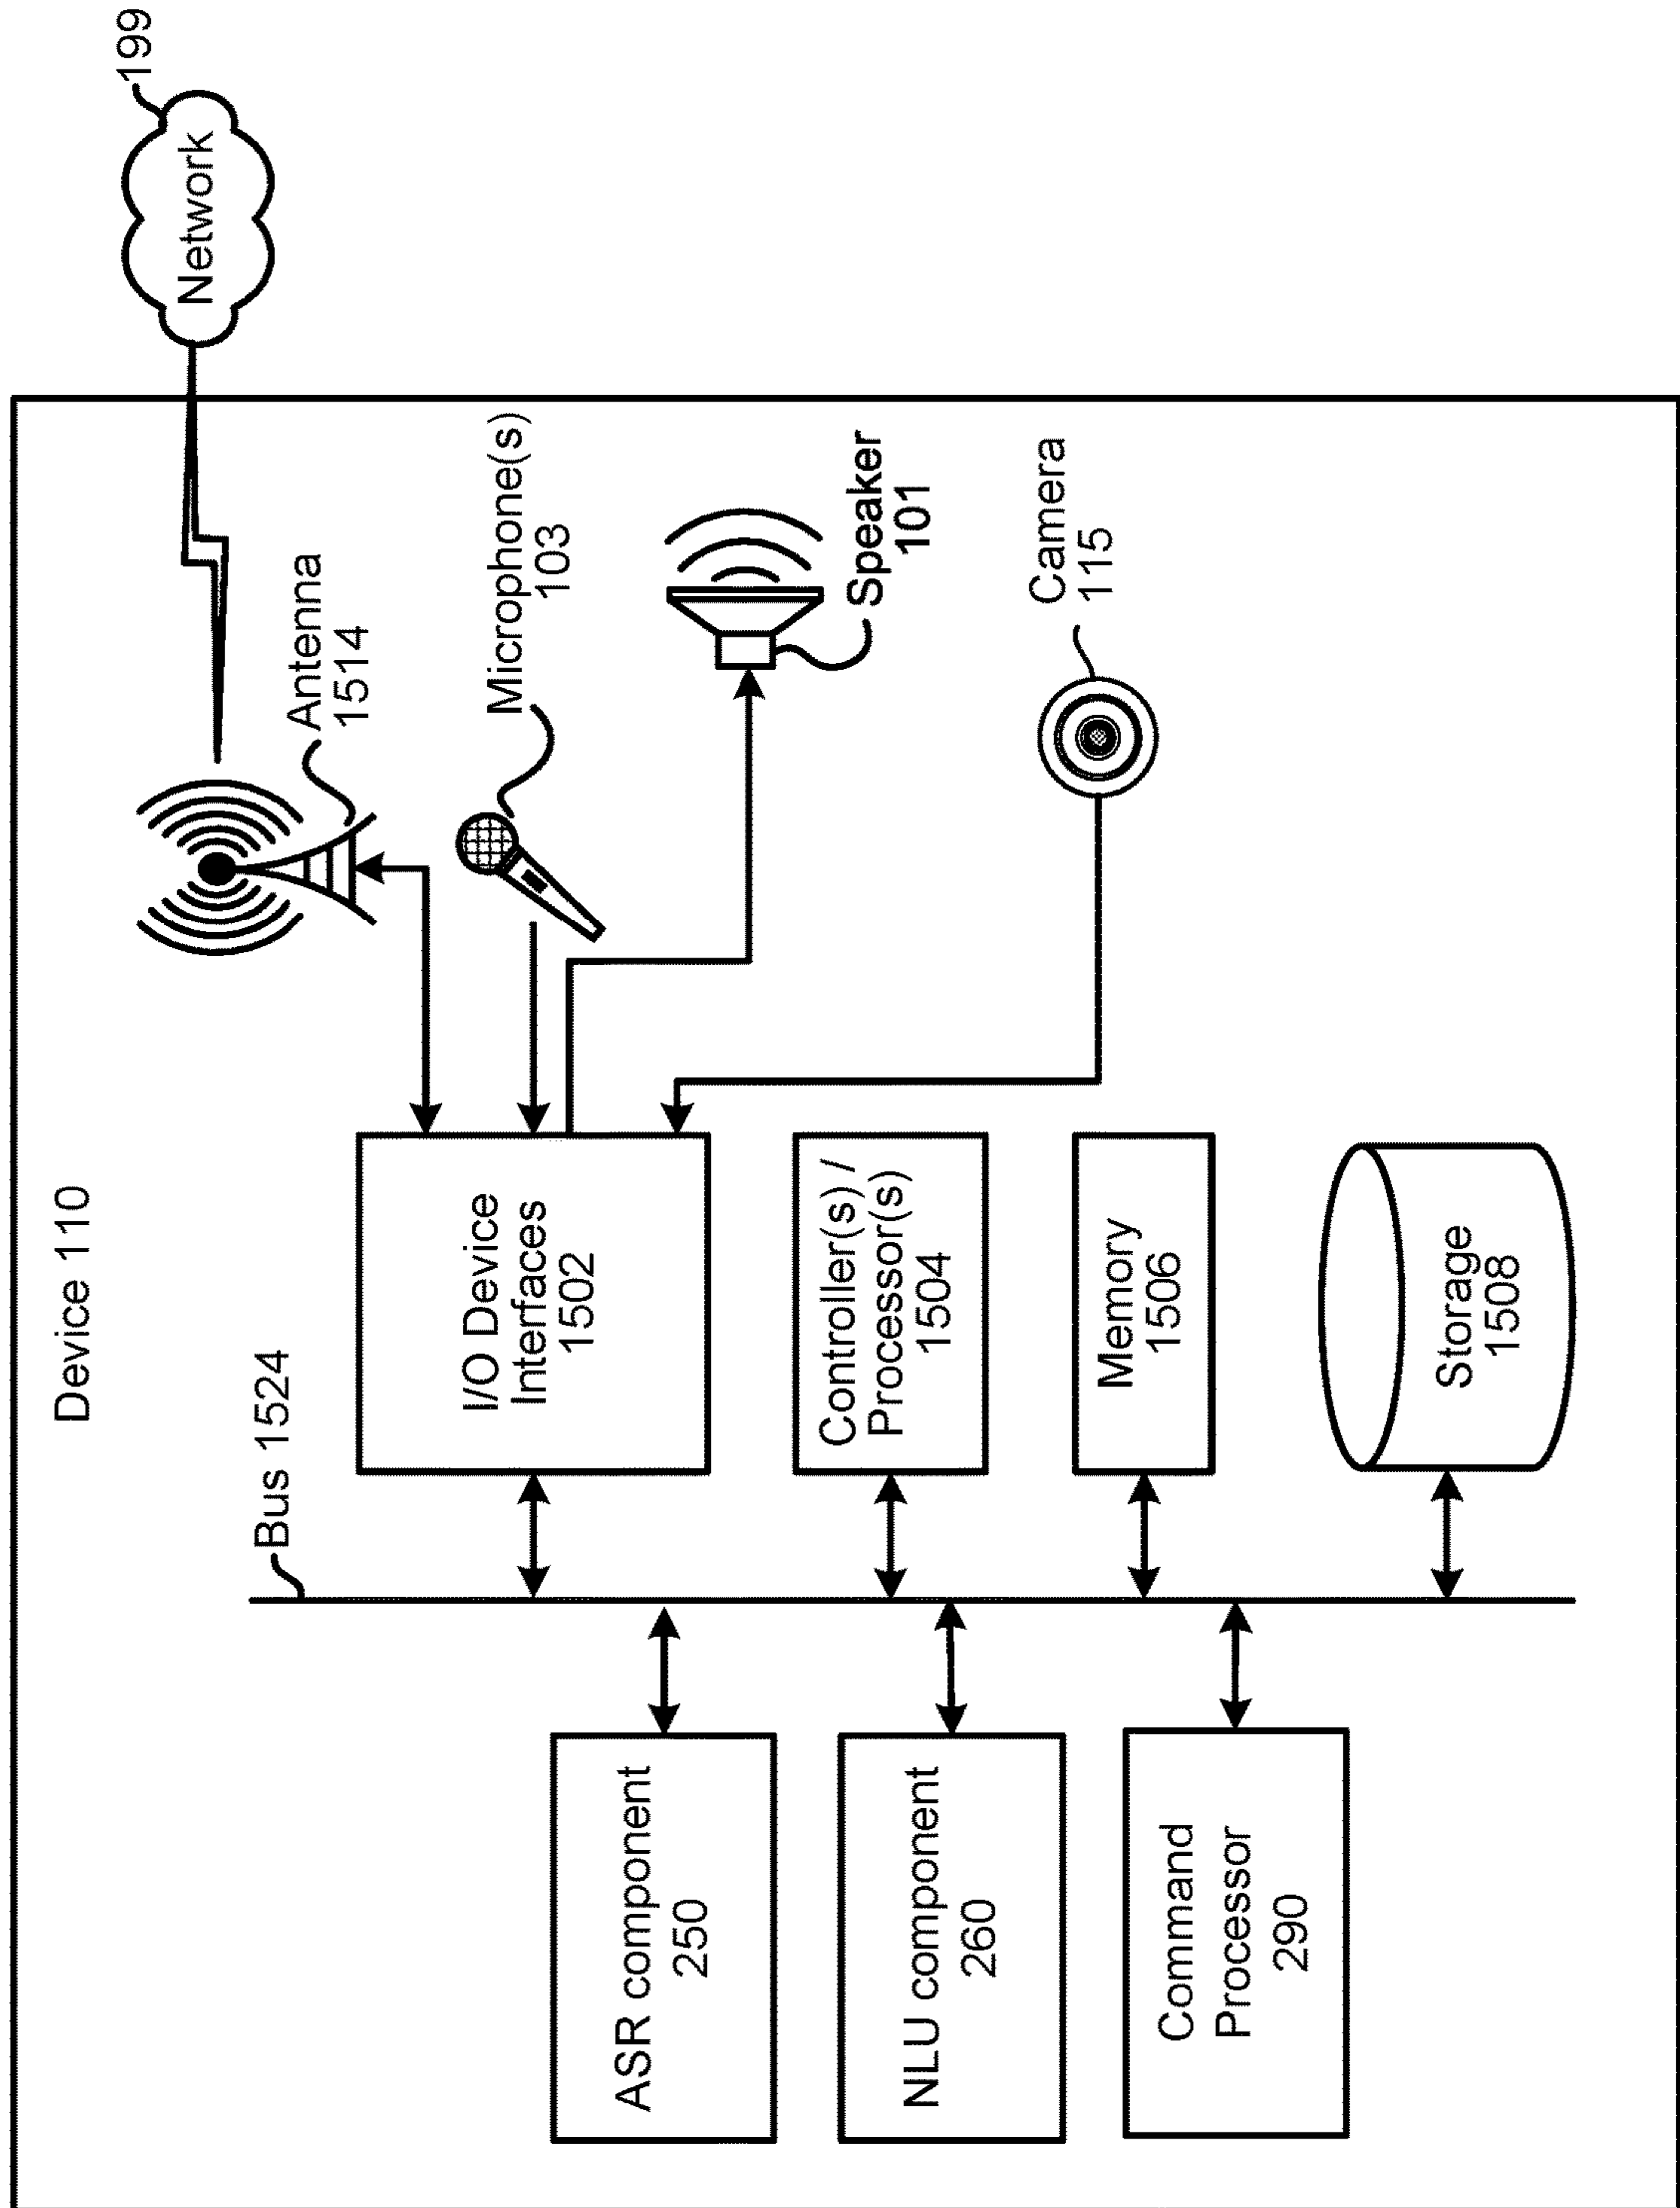 Device 110
Bus 1524
ASR component
250
NLU component
260
Command
Processor
290
I/O Device
Interfaces
1502
Controller(s) /
Processor(s)
1504
Memory
1506
Storage
1508
Antenna
1514
Microphone(s)
103
Speaker
101
Camera
115
Network
199